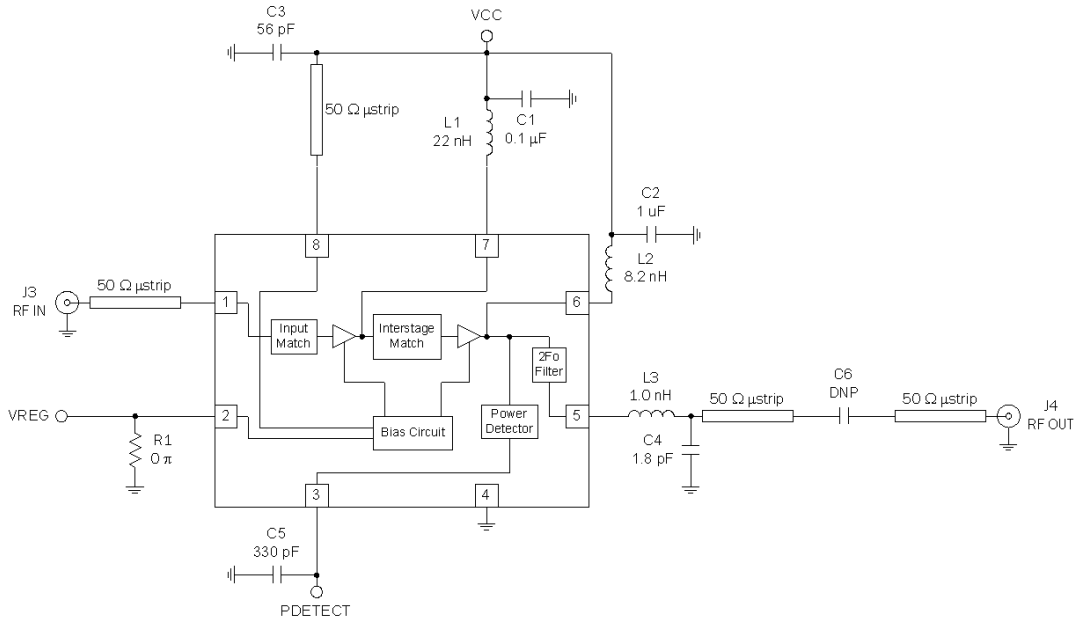 C3
56 pF
VCC
50 Ω μstrip
L1
22 nH
C1
0.1 μF
C2
1 uF
L2
8.2 nH
8
7
J3
RF IN
50 Ω μstrip
1
6
Input
Match
Interstage
Match
2Fo
Filter
L3
1.0 nH
C6
DNP
50 Ω μstrip
50 Ω μstrip
J4
RF OUT
VREG
2
5
Bias Circuit
Power
Detector
R1
0 π
C4
1.8 pF
3
4
C5
330 pF
PDETECT